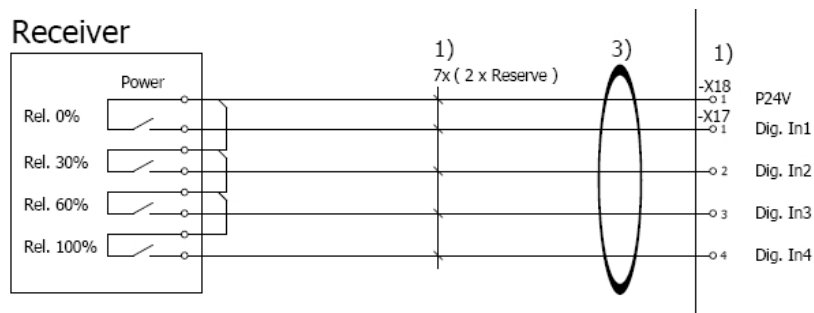 Receiver
1) 3) 1)
7x ( 2 x Reserve )
Power
-X18
1 P24V
Rel. 0%
-X17
1 Dig. In1
Rel. 30%
2 Dig. In2
Rel. 60%
3 Dig. In3
Rel. 100%
4 Dig. In4